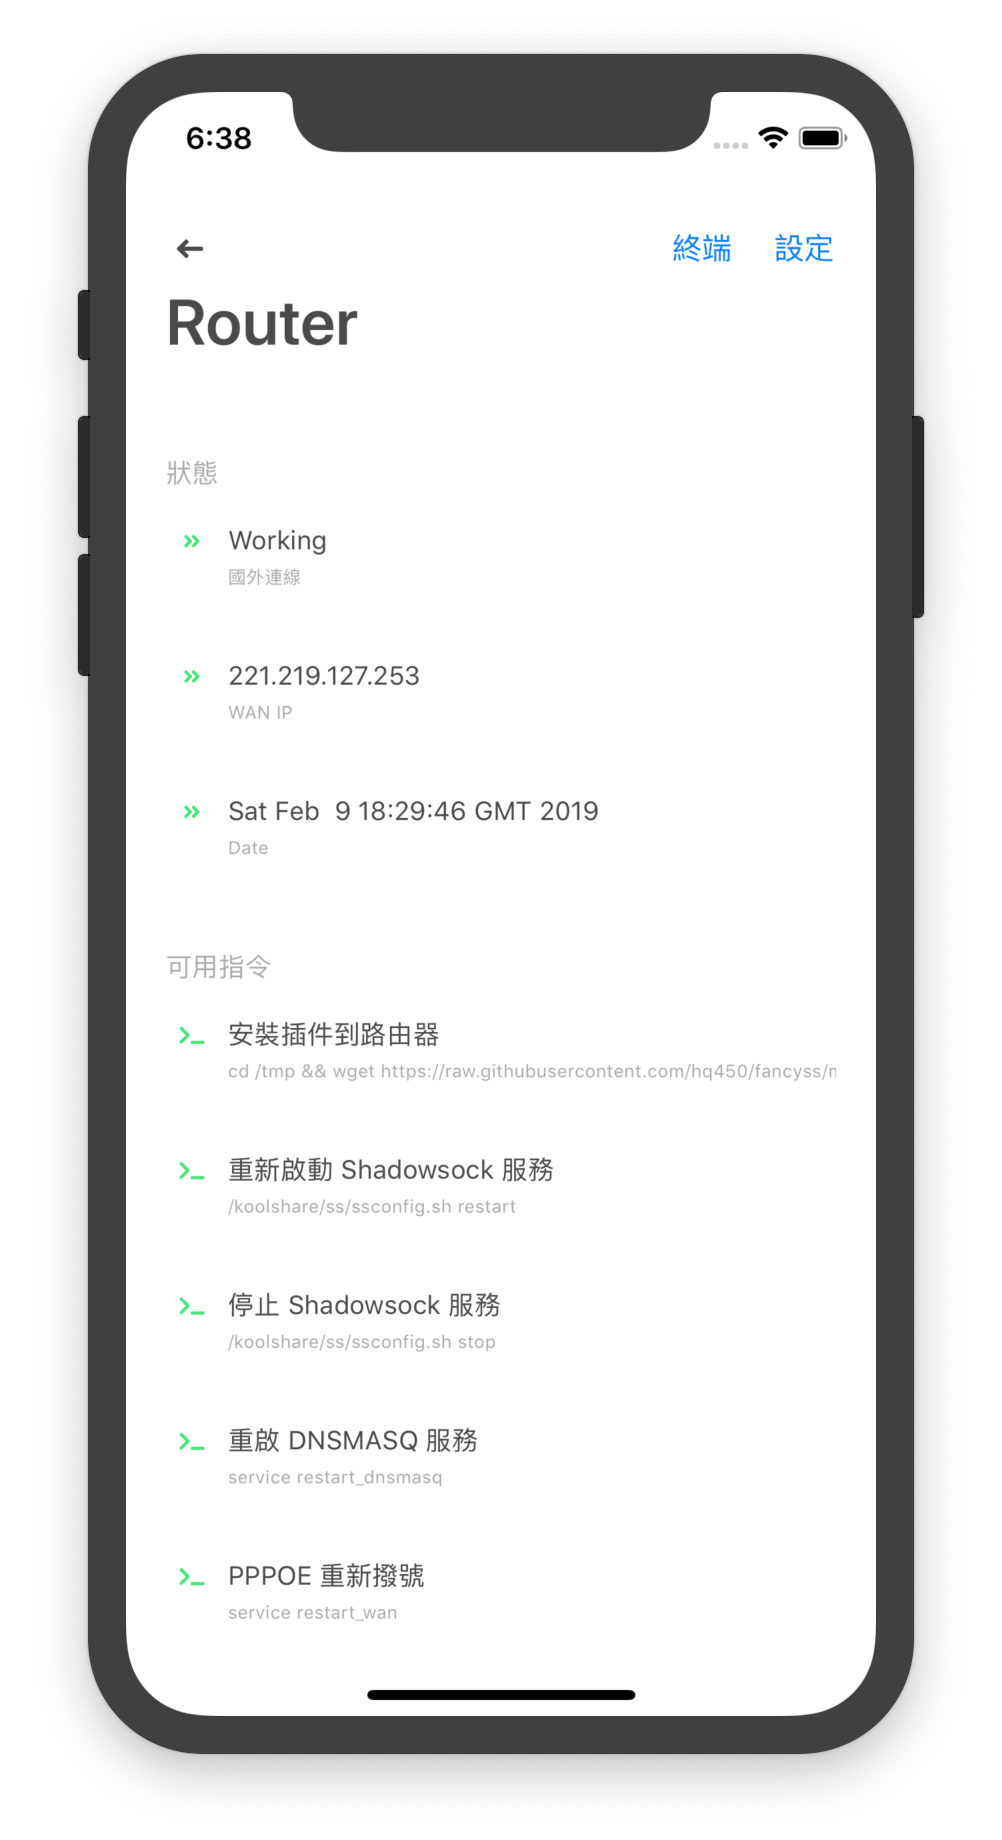 6:38
終端 設定
Router
狀態
Working
國外連線
221.219.127.253
WAN IP
Sat Feb  9 18:29:46 GMT 2019
Date
可用指令
安裝插件到路由器
cd /tmp && wget https://raw.githubusercontent.com/hq450/fancyss/
重新啟動 Shadowsock 服務
/koolshare/ss/ssconfig.sh restart
停止 Shadowsock 服務
/koolshare/ss/ssconfig.sh stop
重啟 DNSMASQ 服務
service restart_dnsmasq
PPPOE 重新撥號
service restart_wan